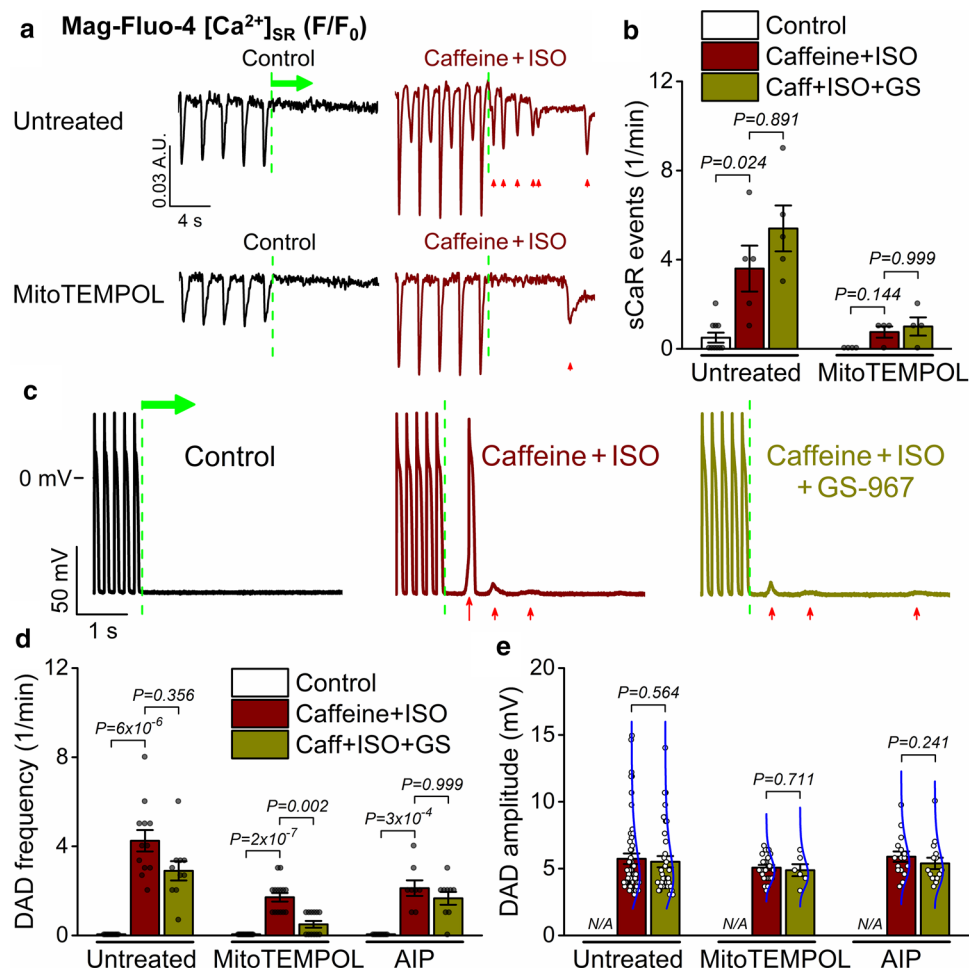 a Mag-Fluo-4 [Ca²⁺]SR (F/F₀)
Control
Caffeine + ISO
Untreated
0.03 A.U.
4 s
Control
Caffeine + ISO
MitoTEMPOL
b
Control
Caffeine+ISO
Caff+ISO+GS
sCaR events (1/min)
12
8
4
0
P=0.891
P=0.024
P=0.999
P=0.144
Untreated
MitoTEMPOL
c
0 mV
50 mV
1 s
Control
Caffeine + ISO
Caffeine + ISO
+ GS-967
d
DAD frequency (1/min)
12
8
4
0
Control
Caffeine+ISO
Caff+ISO+GS
P=0.356
P=6x10⁻⁶
P=0.002
P=2x10⁻⁷
P=0.999
P=3x10⁻⁴
Untreated
MitoTEMPOL
AIP
e
DAD amplitude (mV)
20
15
10
5
0
P=0.564
P=0.711
P=0.241
N/A
N/A
N/A
Untreated
MitoTEMPOL
AIP